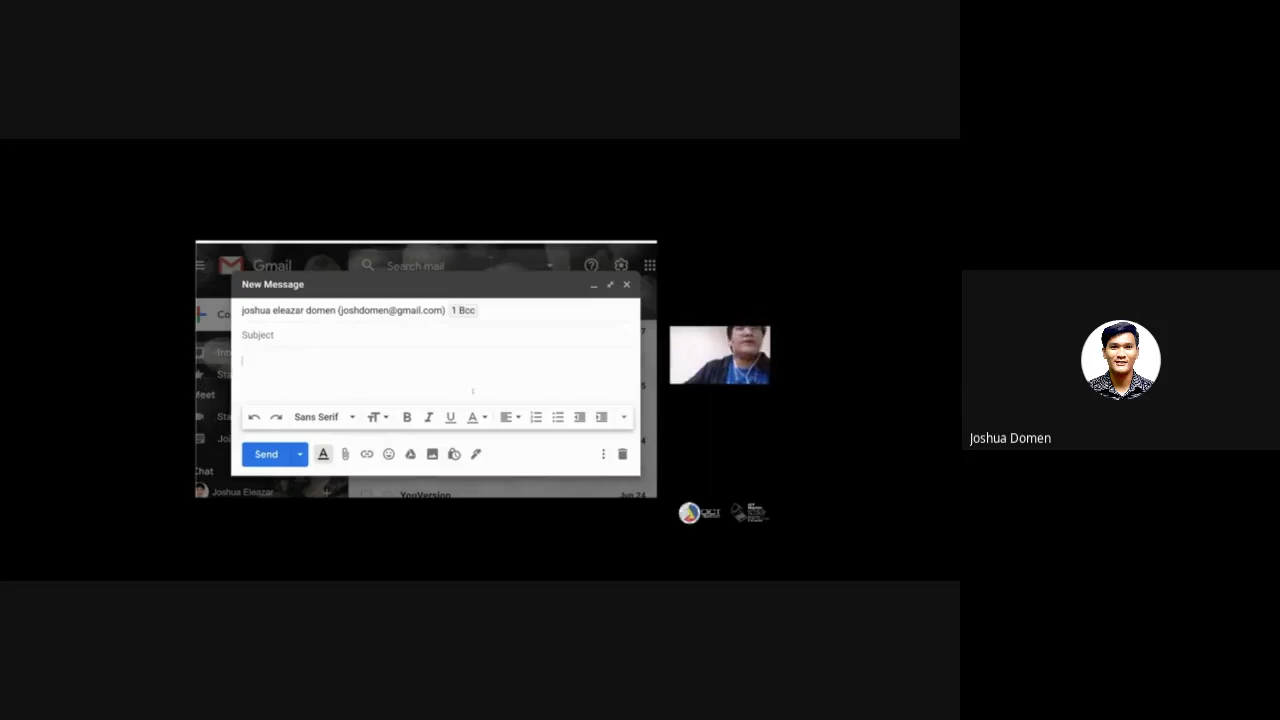 Gmail
Search mail
New Message
joshua eleazar domen (joshdomen@gmail.com) 1 Bcc
Subject
Sans Serif
B I U A
Send
Meet
Chat
Joshua Eleazar
YouVersion
Jun 24
Joshua Domen